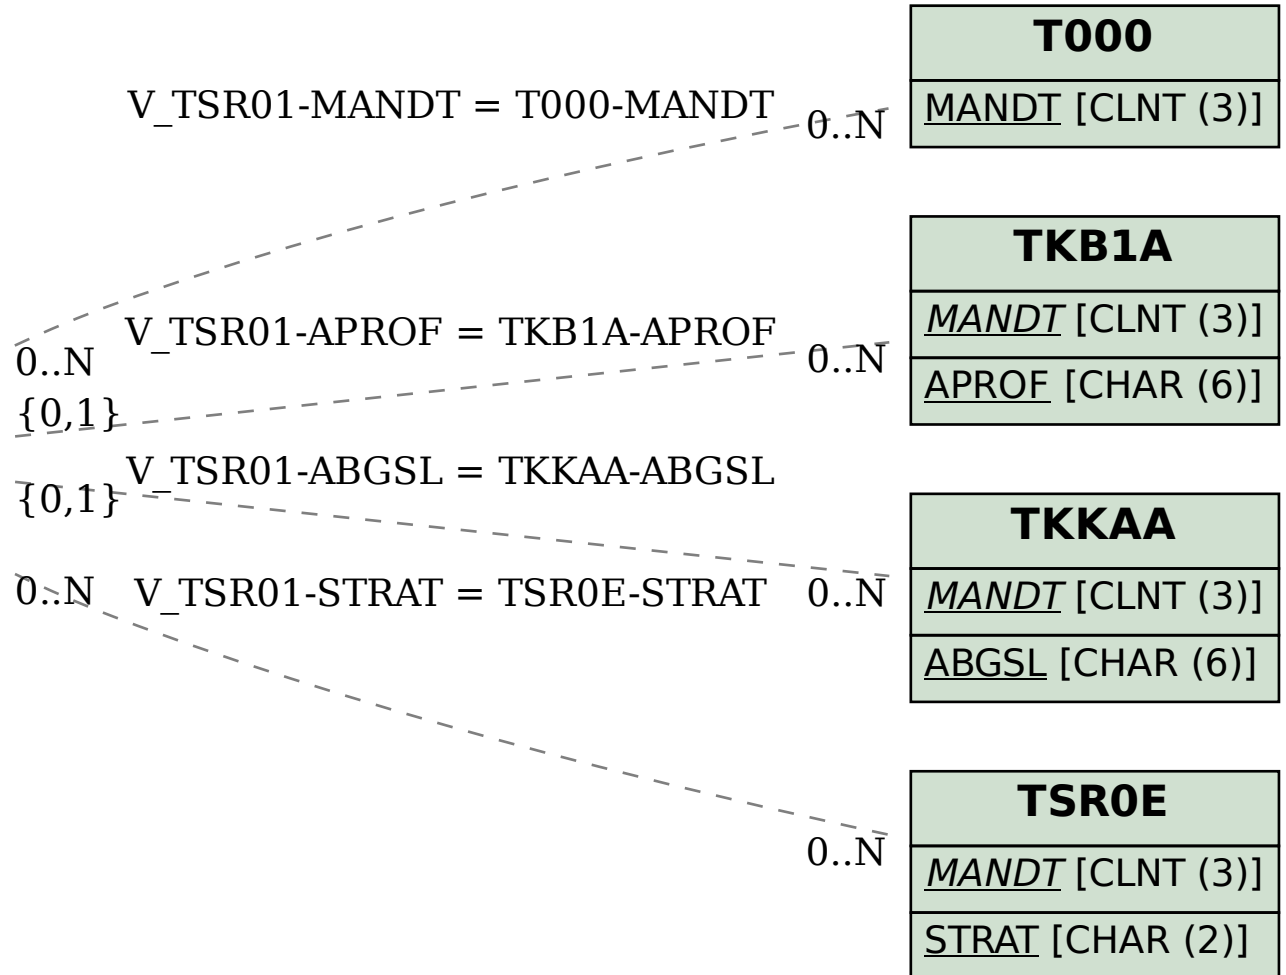 T000
MANDT [CLNT (3)]
V_TSR01-MANDT = T000-MANDT
0..N
TKB1A
MANDT [CLNT (3)]
APROF [CHAR (6)]
V_TSR01-APROF = TKB1A-APROF
0..N
0..N
{0,1}
V_TSR01-ABGSL = TKKAA-ABGSL
{0,1}
TKKAA
MANDT [CLNT (3)]
ABGSL [CHAR (6)]
0..N
V_TSR01-STRAT = TSR0E-STRAT
0..N
TSR0E
MANDT [CLNT (3)]
STRAT [CHAR (2)]
0..N